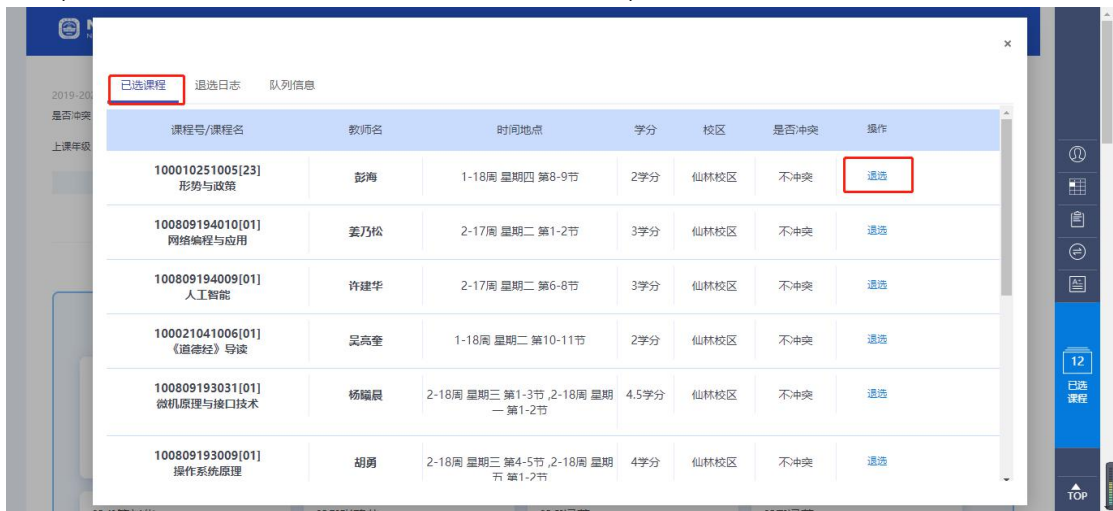 ×
已选课程 退选日志 队列信息
2019-20
是否冲突
上课年级
课程号/课程名 教师名 时间地点 学分 校区 是否冲突 操作
100010251005[23]
形势与政策
彭海 1-18周 星期四 第8-9节 2学分 仙林校区 不冲突 退选
100809194010[01]
网络编程与应用
姜乃松 2-17周 星期二 第1-2节 3学分 仙林校区 不冲突 退选
100809194009[01]
人工智能
许建华 2-17周 星期二 第6-8节 3学分 仙林校区 不冲突 退选
100021041006[01]
《道德经》导读
吴高奎 1-18周 星期二 第10-11节 2学分 仙林校区 不冲突 退选
100809193031[01]
微机原理与接口技术
2-18周 星期三 第1-3节 ,2-18周 星期
一 第1-2节
4.5学分 仙林校区 不冲突 退选
100809193009[01]
操作系统原理
胡勇 2-18周 星期三 第4-5节 ,2-18周 星期
五 第1-2节
4学分 仙林校区 不冲突 退选
12
已选
课程
TOP